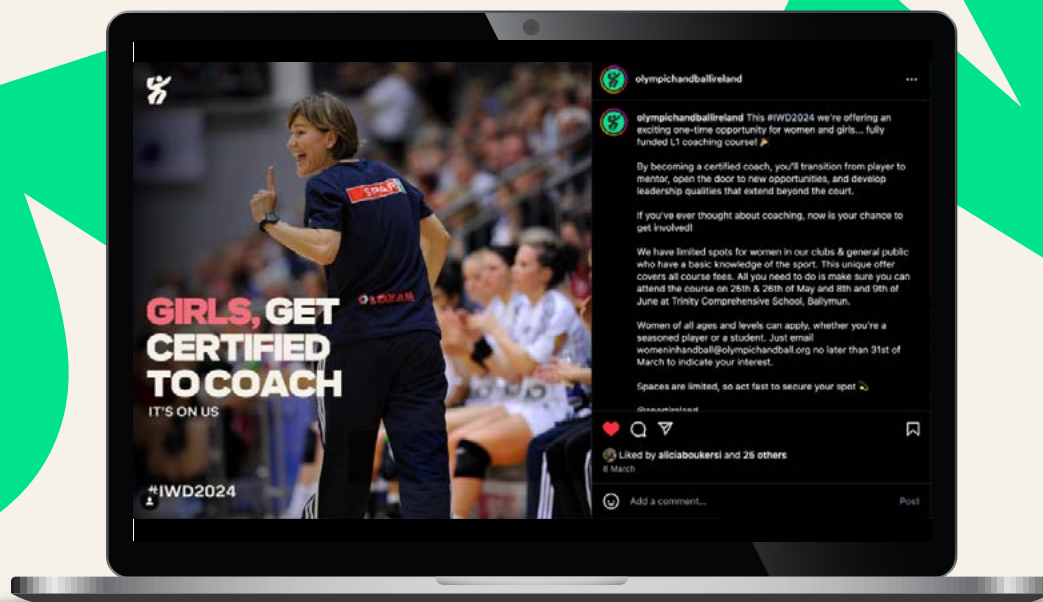 olympichandballireland
olympichandballireland This #IWD2024 we're offering an
exciting one-time opportunity for women and girls... fully
funded L1 coaching course!
By becoming a certified coach, you'll transition from player to
mentor, open the door to new opportunities, and develop
leadership qualities that extend beyond the court.
If you've ever thought about coaching, now is your chance to
get involved!
We have limited spots for women in our clubs & general public
who have a basic knowledge of the sport. This unique offer
covers all course fees. All you need to do is make sure you can
attend the course on 25th & 26th of May and 8th and 9th of
June at Trinity Comprehensive School, Ballymun.
Women of all ages and levels can apply, whether you're a
seasoned player or a student. Just email
womeninhandball@olympichandball.org no later than 31st of
March to indicate your interest.
Spaces are limited, so act fast to secure your spot
@sportireland
Liked by aliciaboukersi and 25 others
8 March
Add a comment...
Post
SPAR
GIRLS, GET
CERTIFIED
TO COACH
IT'S ON US
#IWD2024